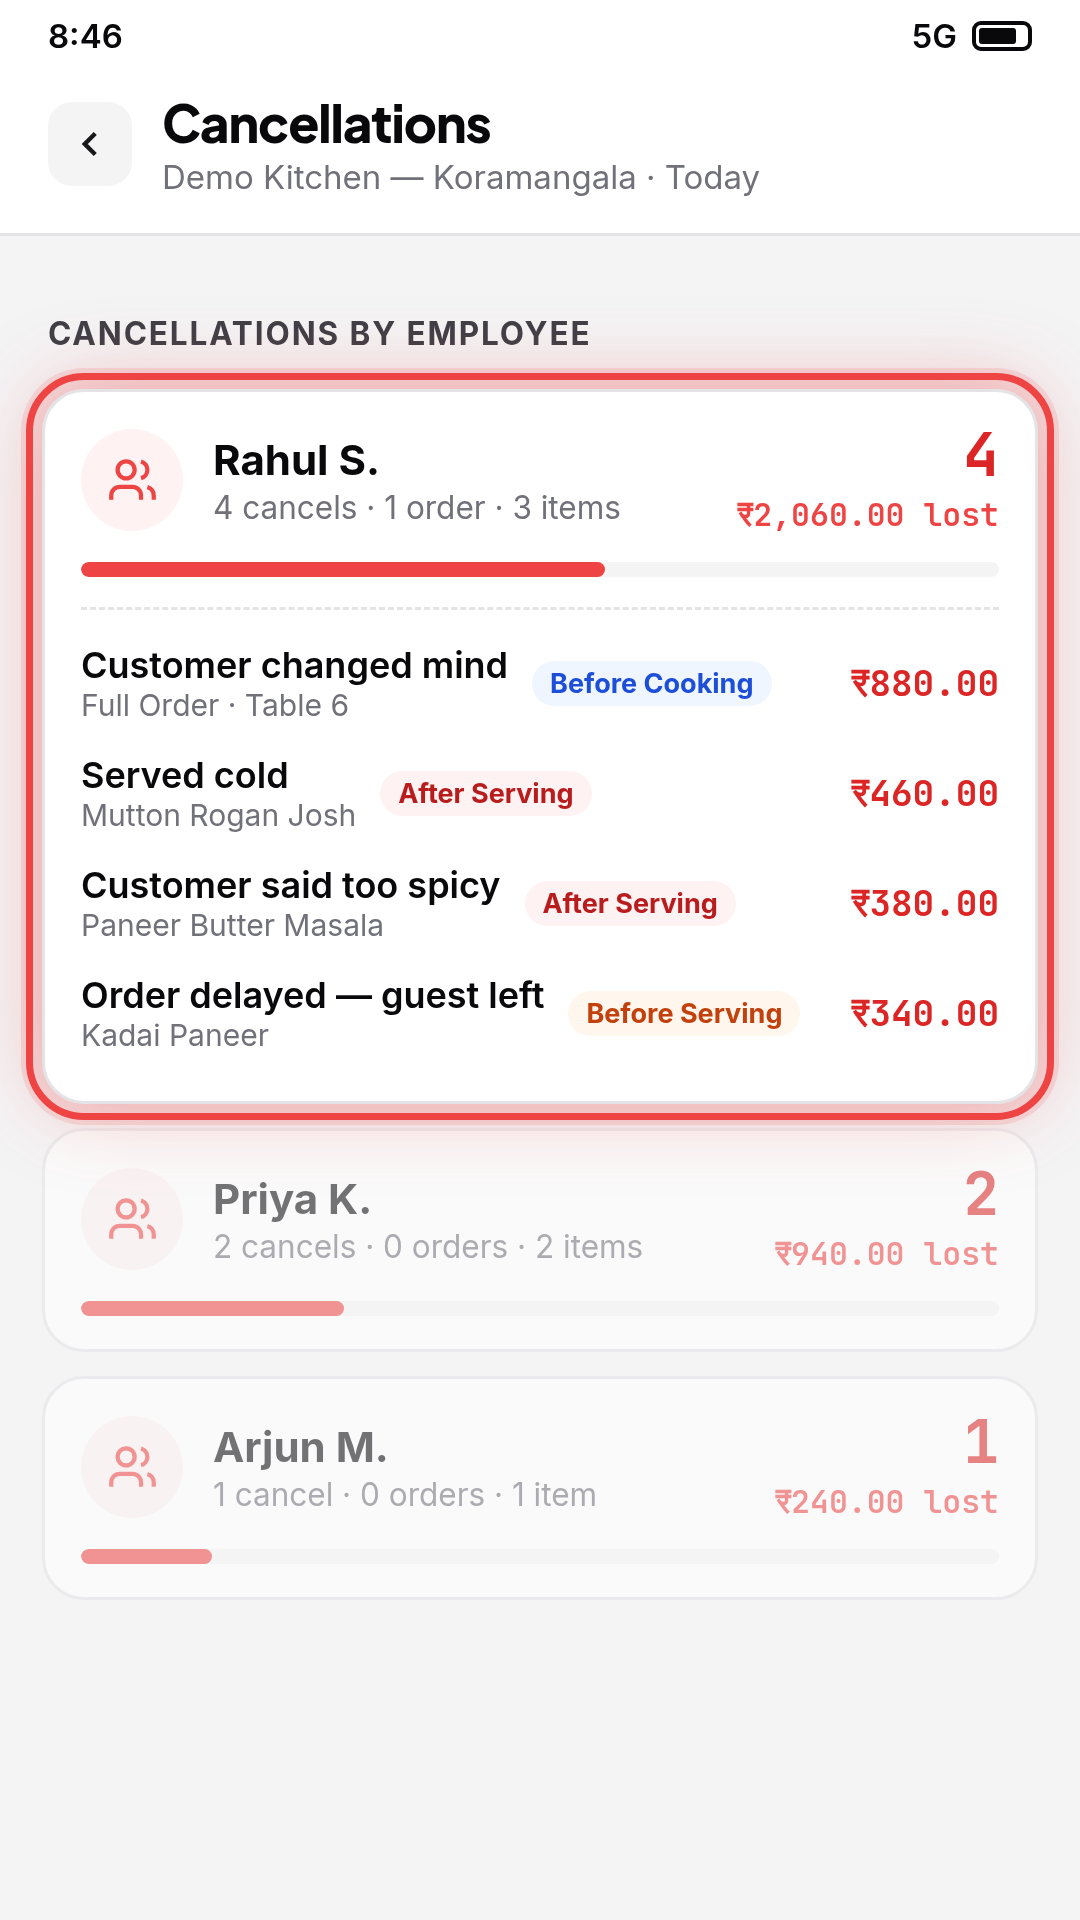 8:46
5G
Cancellations
Demo Kitchen — Koramangala · Today
CANCELLATIONS BY EMPLOYEE
Rahul S.
4
4 cancels · 1 order · 3 items
₹2,060.00 lost
Customer changed mind
Full Order · Table 6
Before Cooking
₹880.00
Served cold
Mutton Rogan Josh
After Serving
₹460.00
Customer said too spicy
Paneer Butter Masala
After Serving
₹380.00
Order delayed — guest left
Kadai Paneer
Before Serving
₹340.00
Priya K.
2
2 cancels · 0 orders · 2 items
₹940.00 lost
Arjun M.
1
1 cancel · 0 orders · 1 item
₹240.00 lost